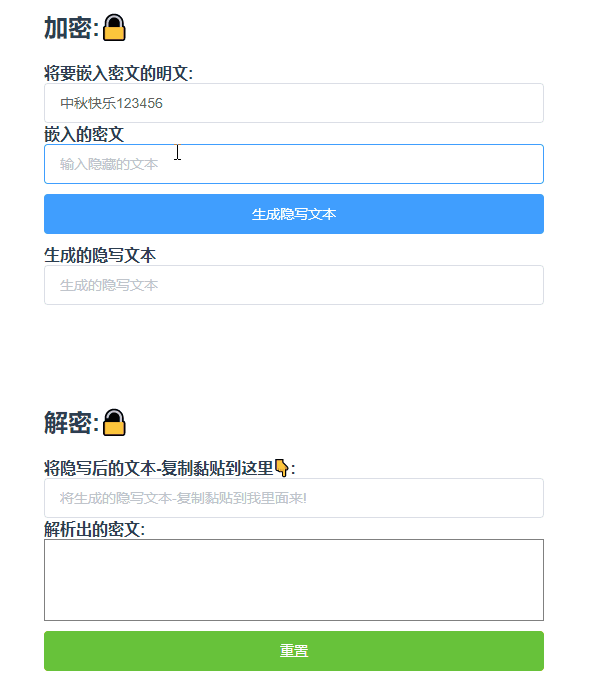 加密:🔒
将要嵌入密文的明文:
中秋快乐123456
嵌入的密文
输入隐藏的文本
生成隐写文本
生成的隐写文本
生成的隐写文本
解密:🔒
将隐写后的文本-复制黏贴到这里👇:
将生成的隐写文本-复制黏贴到我里面来!
解析出的密文:
重置